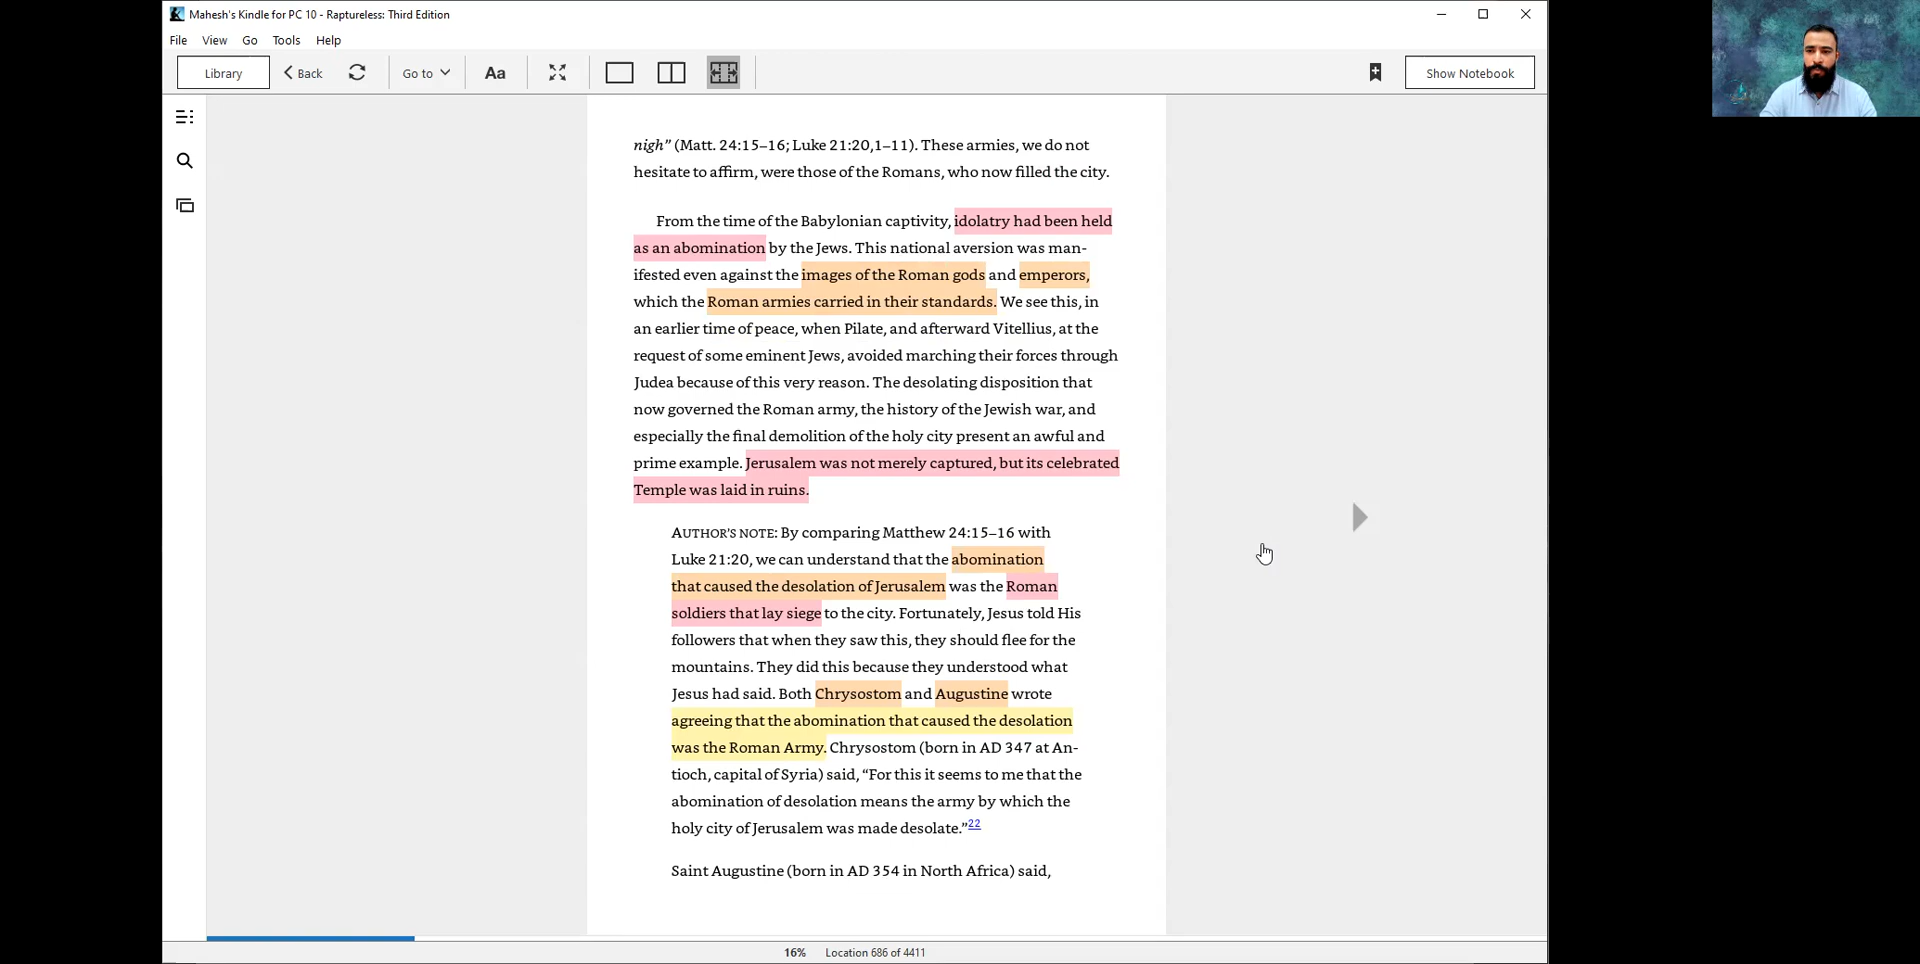 Mahesh's Kindle for PC 10 - Raptureless: Third Edition
File View Go Tools Help
Library Back Go to Aa Show Notebook
nigh” (Matt. 24:15–16; Luke 21:20,1–11). These armies, we do not
hesitate to affirm, were those of the Romans, who now filled the city.
From the time of the Babylonian captivity, idolatry had been held
as an abomination by the Jews. This national aversion was man-
ifested even against the images of the Roman gods and emperors,
which the Roman armies carried in their standards. We see this, in
an earlier time of peace, when Pilate, and afterward Vitellius, at the
request of some eminent Jews, avoided marching their forces through
Judea because of this very reason. The desolating disposition that
now governed the Roman army, the history of the Jewish war, and
especially the final demolition of the holy city present an awful and
prime example. Jerusalem was not merely captured, but its celebrated
Temple was laid in ruins.
AUTHOR'S NOTE: By comparing Matthew 24:15–16 with
Luke 21:20, we can understand that the abomination
that caused the desolation of Jerusalem was the Roman
soldiers that lay siege to the city. Fortunately, Jesus told His
followers that when they saw this, they should flee for the
mountains. They did this because they understood what
Jesus had said. Both Chrysostom and Augustine wrote
agreeing that the abomination that caused the desolation
was the Roman Army. Chrysostom (born in AD 347 at An-
tioch, capital of Syria) said, “For this it seems to me that the
abomination of desolation means the army by which the
holy city of Jerusalem was made desolate.”22
Saint Augustine (born in AD 354 in North Africa) said,
16% Location 686 of 4411